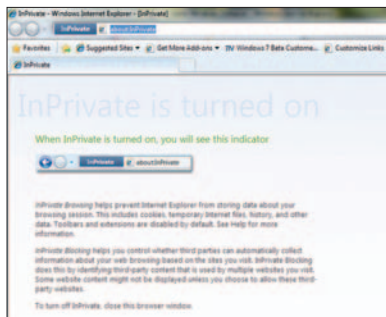 InPrivate - Windows Internet Explorer - [InPrivate]
InPrivate about:InPrivate
Favorites Suggested Sites Get More Add-ons Windows 7 Beta Custome... Customize Links
InPrivate
InPrivate is turned on
When InPrivate is turned on, you will see this indicator
InPrivate about:InPrivate
InPrivate Browsing helps prevent Internet Explorer from storing data about your
browsing session. This includes cookies, temporary Internet files, history, and other
data. Toolbars and extensions are disabled by default. See Help for more
information.
InPrivate Blocking helps you control whether third parties can automatically collect
information about your web browsing based on the sites you visit. InPrivate Blocking
does this by identifying third-party content that is used by multiple websites you visit.
Some website content might not be displayed unless you choose to allow these third-
party websites.
To turn off InPrivate, close this browser window.